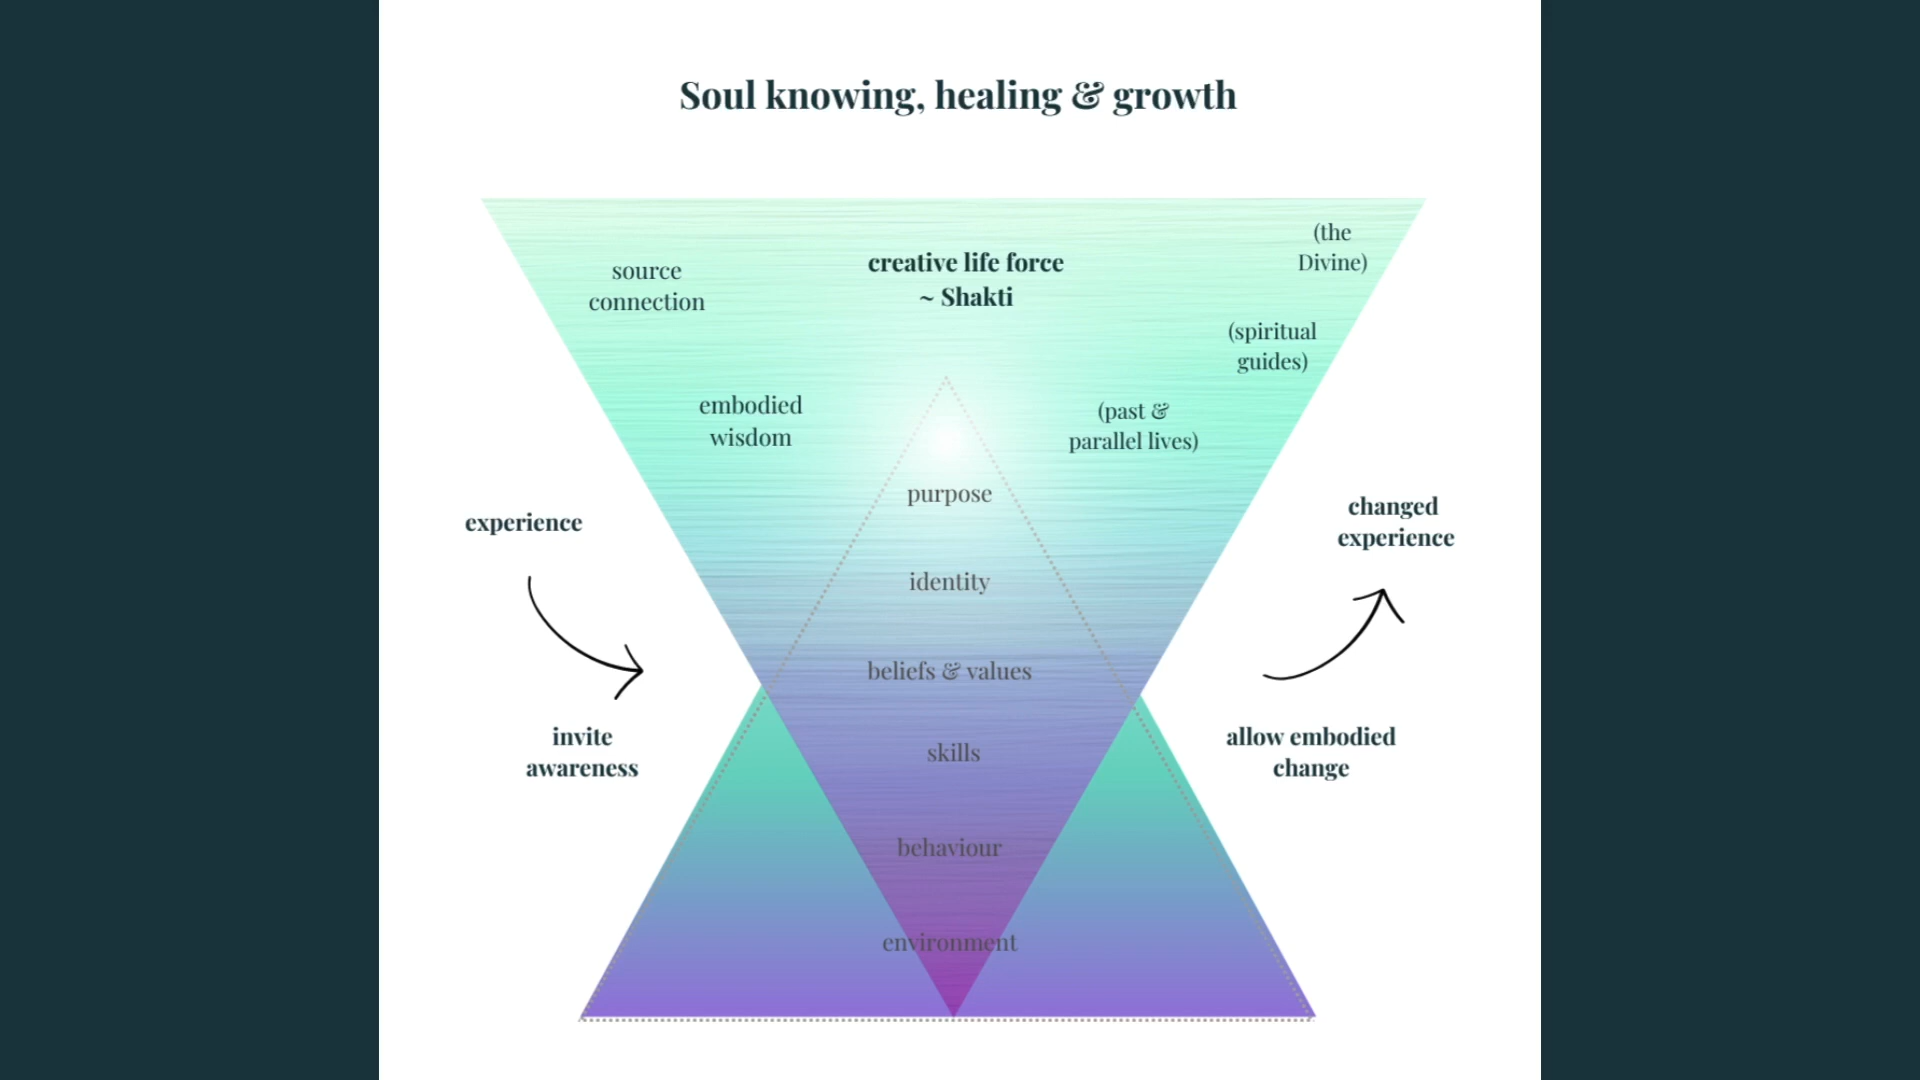 Soul knowing, healing & growth
(the
Divine)
source
connection
creative life force
~ Shakti
(spiritual
guides)
embodied
wisdom
(past &
parallel lives)
purpose
experience
changed
experience
identity
beliefs & values
invite
awareness
skills
allow embodied
change
behaviour
environment